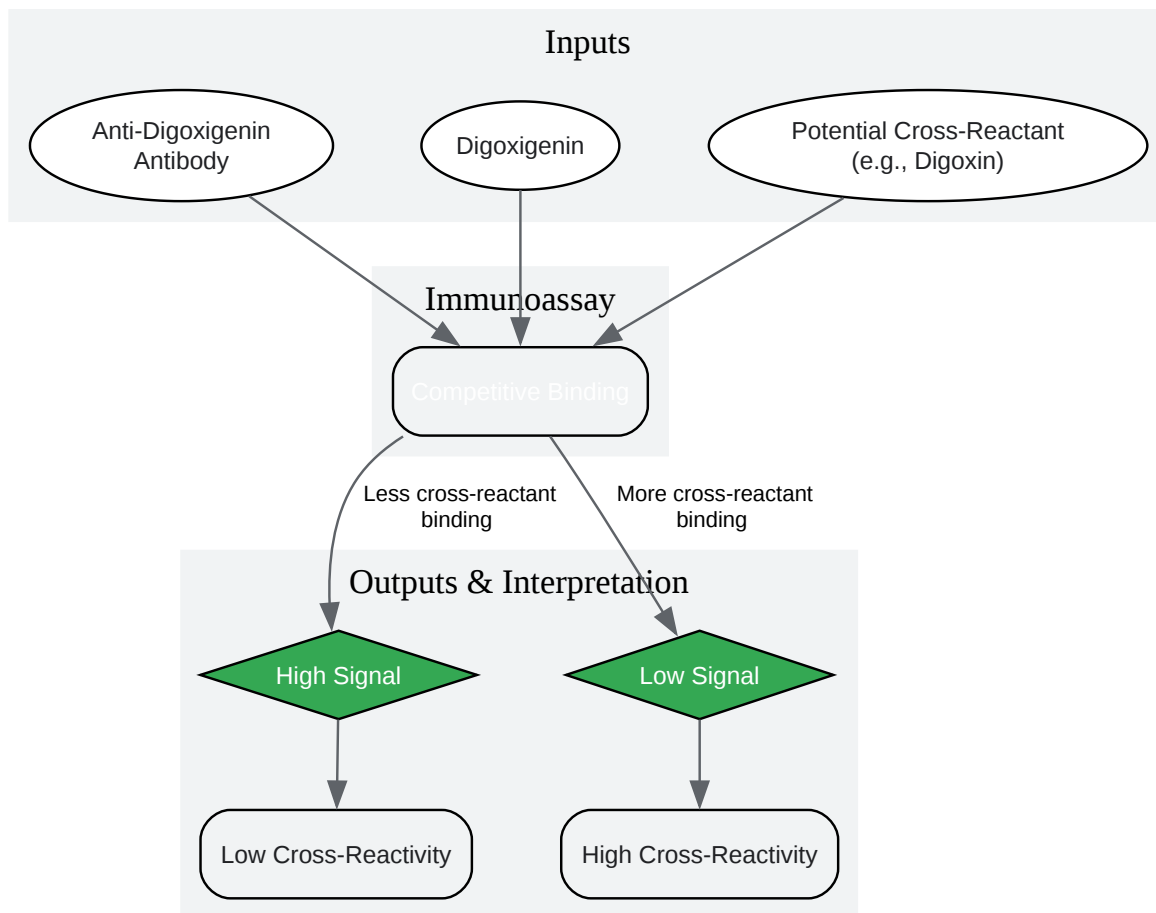 Inputs
Anti-Digoxigenin
Antibody
Digoxigenin
Potential Cross-Reactant
(e.g., Digoxin)
Immunoassay
Competitive Binding
Less cross-reactant
binding
More cross-reactant
binding
Outputs & Interpretation
High Signal
Low Signal
Low Cross-Reactivity
High Cross-Reactivity